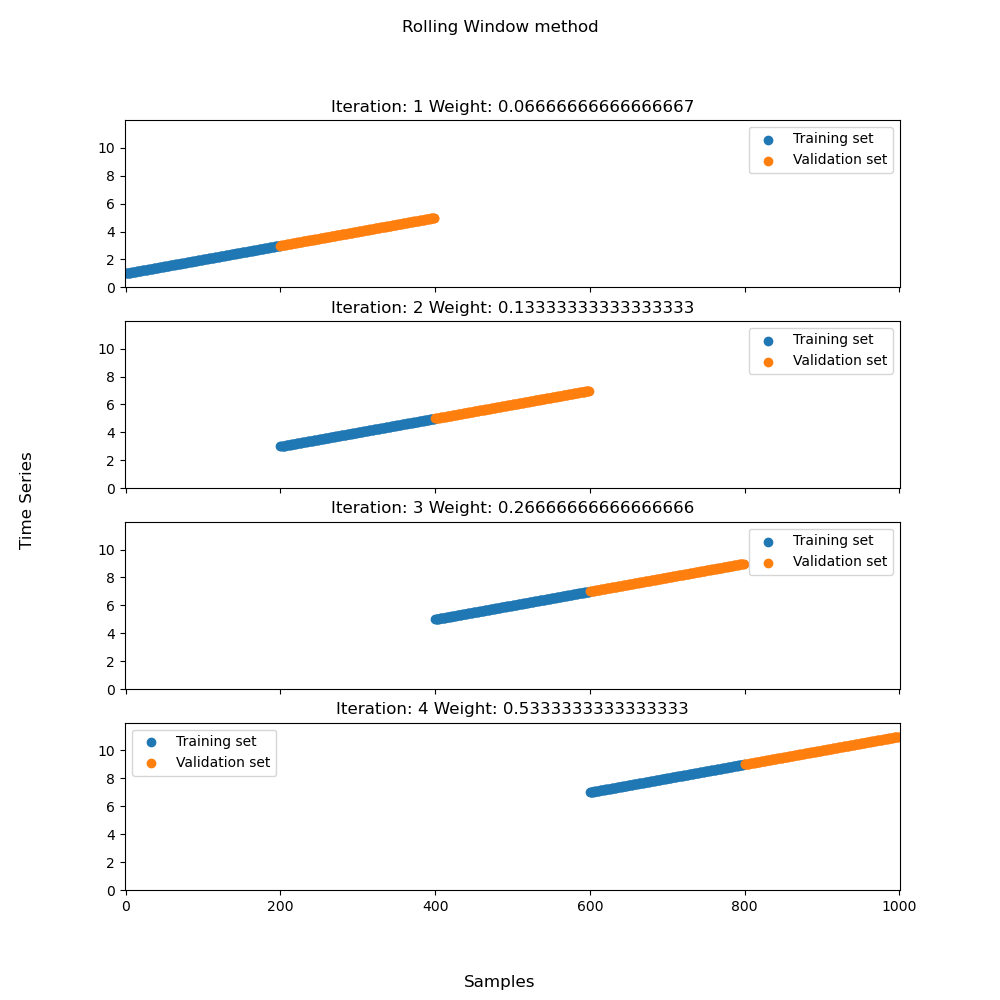 Rolling Window method
Iteration: 1 Weight: 0.06666666666666667
10
8
6
4
2
0
Training set
Validation set
Iteration: 2 Weight: 0.13333333333333333
10
8
6
4
2
0
Training set
Validation set
Iteration: 3 Weight: 0.26666666666666666
10
8
6
4
2
0
Training set
Validation set
Iteration: 4 Weight: 0.5333333333333333
10
8
6
4
2
0
Training set
Validation set
0 200 400 600 800 1000
Time Series
Samples